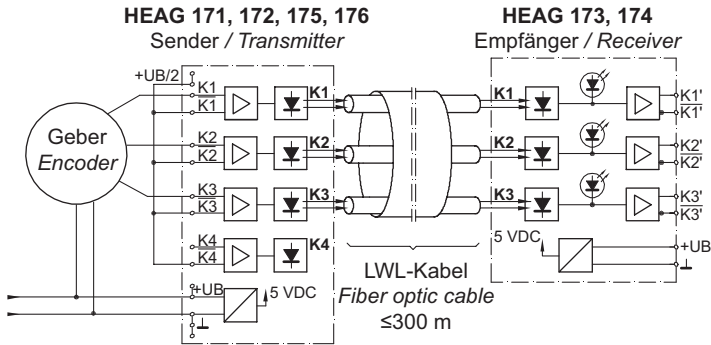 HEAG 171, 172, 175, 176
Sender / Transmitter
HEAG 173, 174
Empfänger / Receiver
+UB/2
K1
K1
K1
K1
K1'
K1'
Geber
Encoder
K2
K2
K2
K2
K2'
K2'
K3
K3
K3
K3
K3'
K3'
K4
K4
K4
5 VDC
+UB
⊥
LWL-Kabel
Fiber optic cable
≤300 m
+UB
5 VDC
⊥